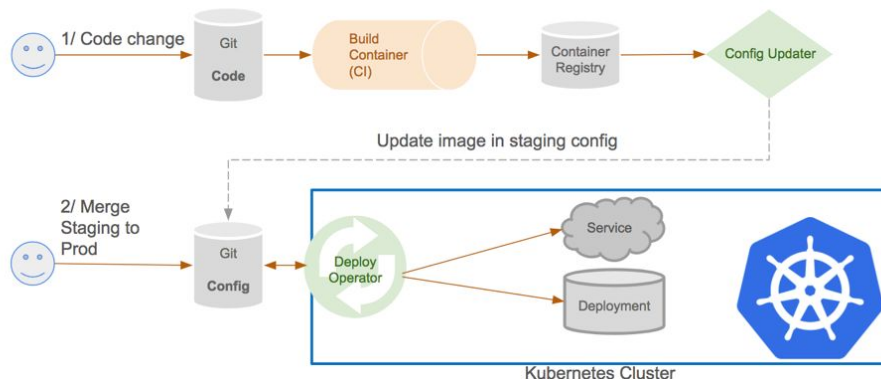 1/ Code change
Git
Code
Build
Container
(CI)
Container
Registry
Config Updater
Update image in staging config
2/ Merge
Staging to
Prod
Git
Config
Deploy
Operator
Service
Deployment
Kubernetes Cluster